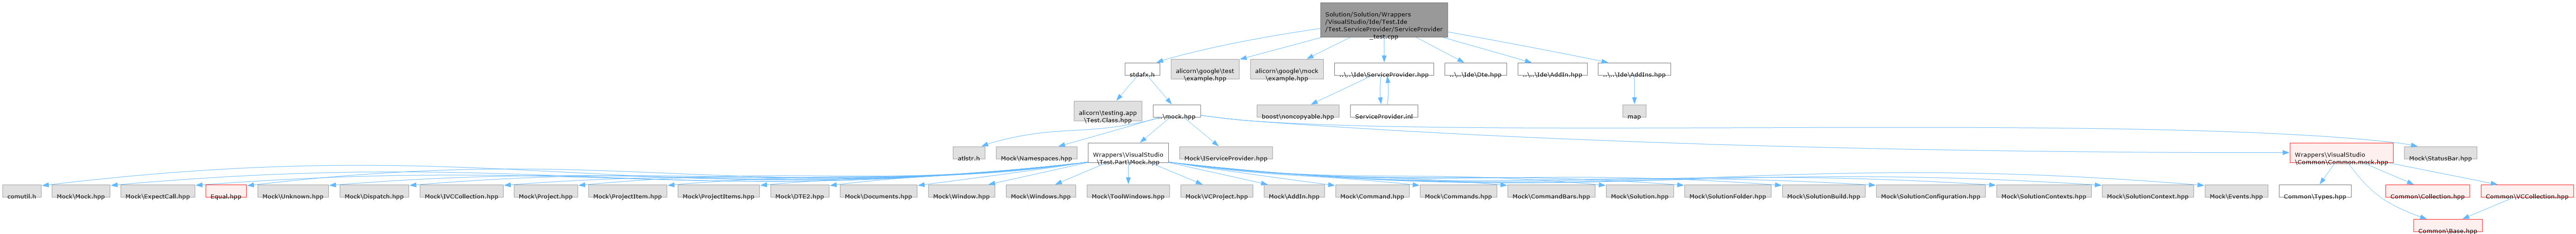 Solution/Solution/Wrappers
/VisualStudio/Ide/Test.Ide
/Test.ServiceProvider/ServiceProvider
_test.cpp
stdafx.h
alicorn\google\test
\example.hpp
alicorn\google\mock
\example.hpp
..\..\Ide\ServiceProvider.hpp
..\..\Ide\Dte.hpp
..\..\Ide\AddIn.hpp
..\..\Ide\AddIns.hpp
alicorn\testing.app
\Test.Class.hpp
..\mock.hpp
boost\noncopyable.hpp
ServiceProvider.inl
map
atlstr.h
Mock\Namespaces.hpp
Wrappers\VisualStudio
\Test.Part\Mock.hpp
Mock\IServiceProvider.hpp
Wrappers\VisualStudio
\Common\Common.mock.hpp
Mock\StatusBar.hpp
comutil.h
Mock\Mock.hpp
Mock\ExpectCall.hpp
Equal.hpp
Mock\Unknown.hpp
Mock\Dispatch.hpp
Mock\IVCCollection.hpp
Mock\Project.hpp
Mock\ProjectItem.hpp
Mock\ProjectItems.hpp
Mock\DTE2.hpp
Mock\Documents.hpp
Mock\Window.hpp
Mock\Windows.hpp
Mock\ToolWindows.hpp
Mock\VCProject.hpp
Mock\AddIn.hpp
Mock\Command.hpp
Mock\Commands.hpp
Mock\CommandBars.hpp
Mock\Solution.hpp
Mock\SolutionFolder.hpp
Mock\SolutionBuild.hpp
Mock\SolutionConfiguration.hpp
Mock\SolutionContexts.hpp
Mock\SolutionContext.hpp
Mock\Events.hpp
Common\Types.hpp
Common\Collection.hpp
Common\VCCollection.hpp
Common\Base.hpp